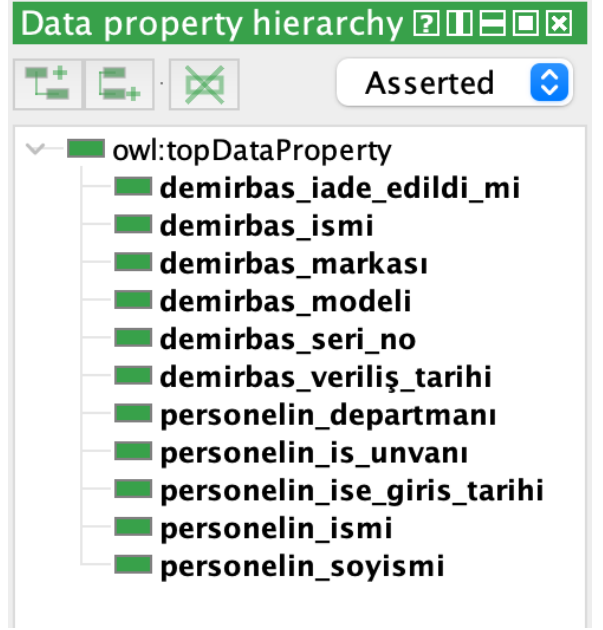 Data property hierarchy
Asserted
owl:topDataProperty
demirbas_iade_edildi_mi
demirbas_ismi
demirbas_markası
demirbas_modeli
demirbas_seri_no
demirbas_veriliş_tarihi
personelin_departmanı
personelin_is_unvanı
personelin_ise_giris_tarihi
personelin_ismi
personelin_soyismi